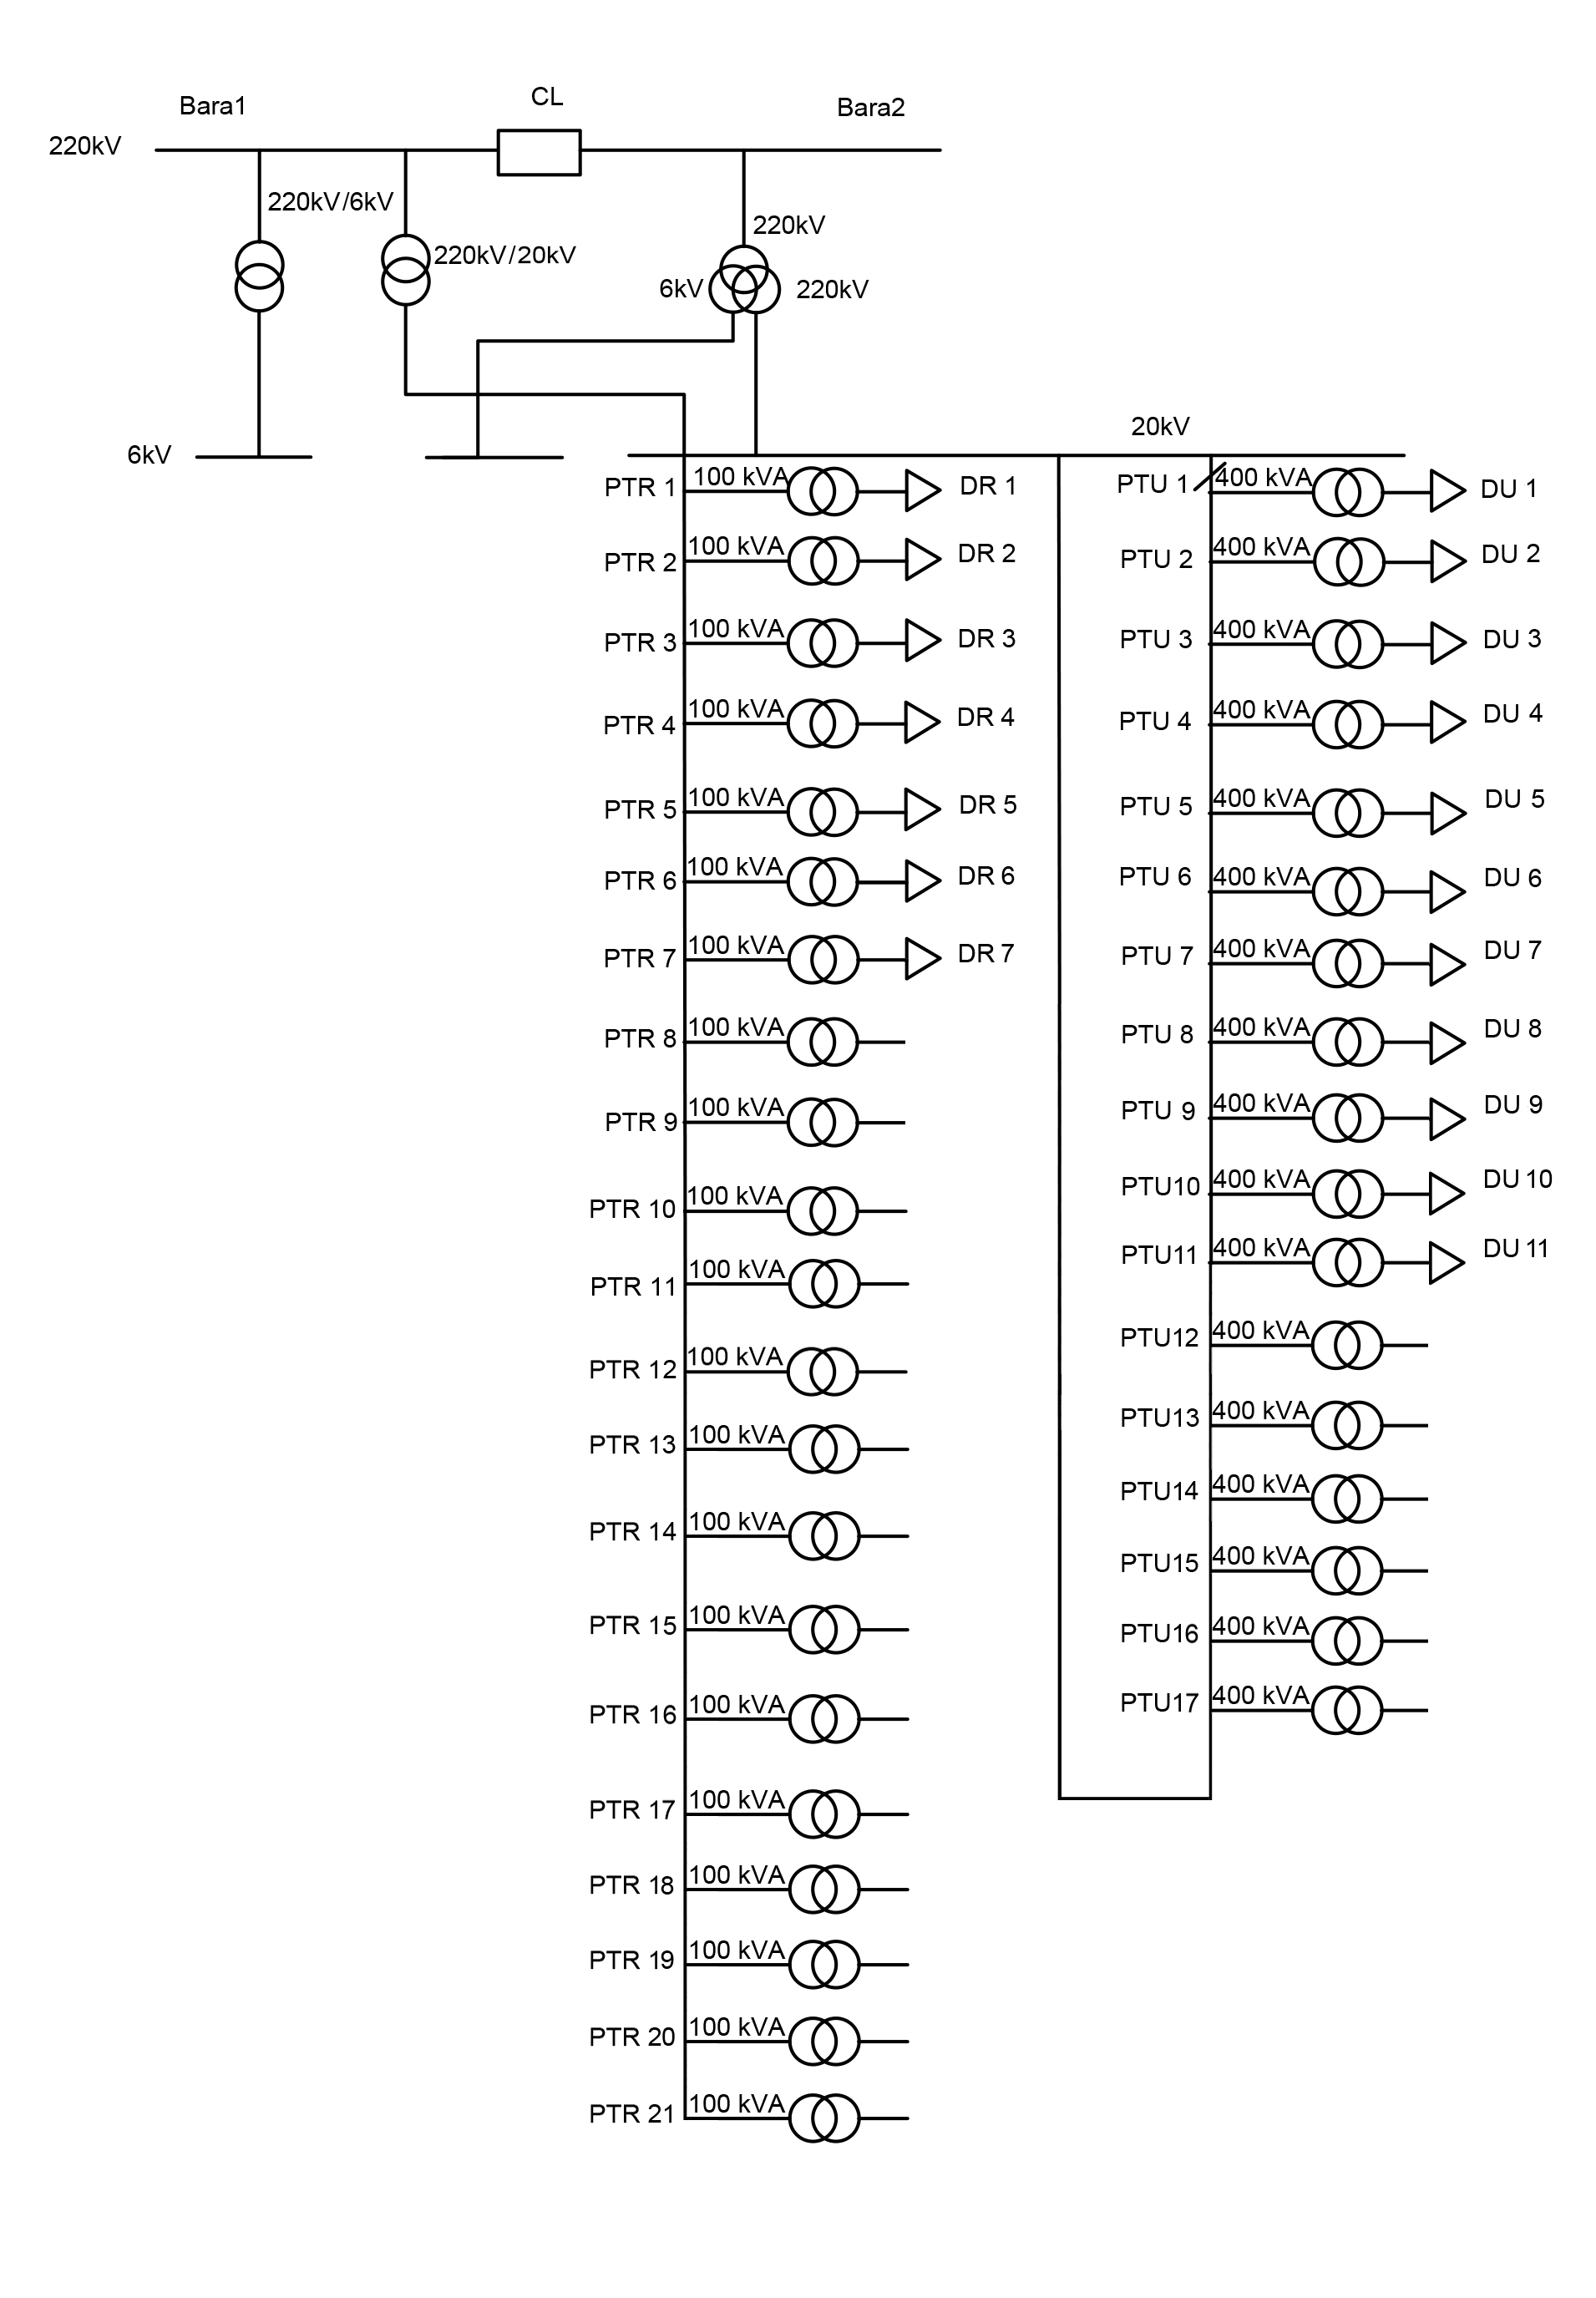 Bara1
CL
Bara2
220kV
220kV/6kV
220kV/20kV
220kV
6kV
220kV
6kV
20kV
PTR 1
100 kVA
DR 1
PTR 2
100 kVA
DR 2
PTR 3
100 kVA
DR 3
PTR 4
100 kVA
DR 4
PTR 5
100 kVA
DR 5
PTR 6
100 kVA
DR 6
PTR 7
100 kVA
DR 7
PTR 8
100 kVA
PTR 9
100 kVA
PTR 10
100 kVA
PTR 11
100 kVA
PTR 12
100 kVA
PTR 13
100 kVA
PTR 14
100 kVA
PTR 15
100 kVA
PTR 16
100 kVA
PTR 17
100 kVA
PTR 18
100 kVA
PTR 19
100 kVA
PTR 20
100 kVA
PTR 21
100 kVA
PTU 1
400 kVA
DU 1
PTU 2
400 kVA
DU 2
PTU 3
400 kVA
DU 3
PTU 4
400 kVA
DU 4
PTU 5
400 kVA
DU 5
PTU 6
400 kVA
DU 6
PTU 7
400 kVA
DU 7
PTU 8
400 kVA
DU 8
PTU 9
400 kVA
DU 9
PTU10
400 kVA
DU 10
PTU11
400 kVA
DU 11
PTU12
400 kVA
PTU13
400 kVA
PTU14
400 kVA
PTU15
400 kVA
PTU16
400 kVA
PTU17
400 kVA